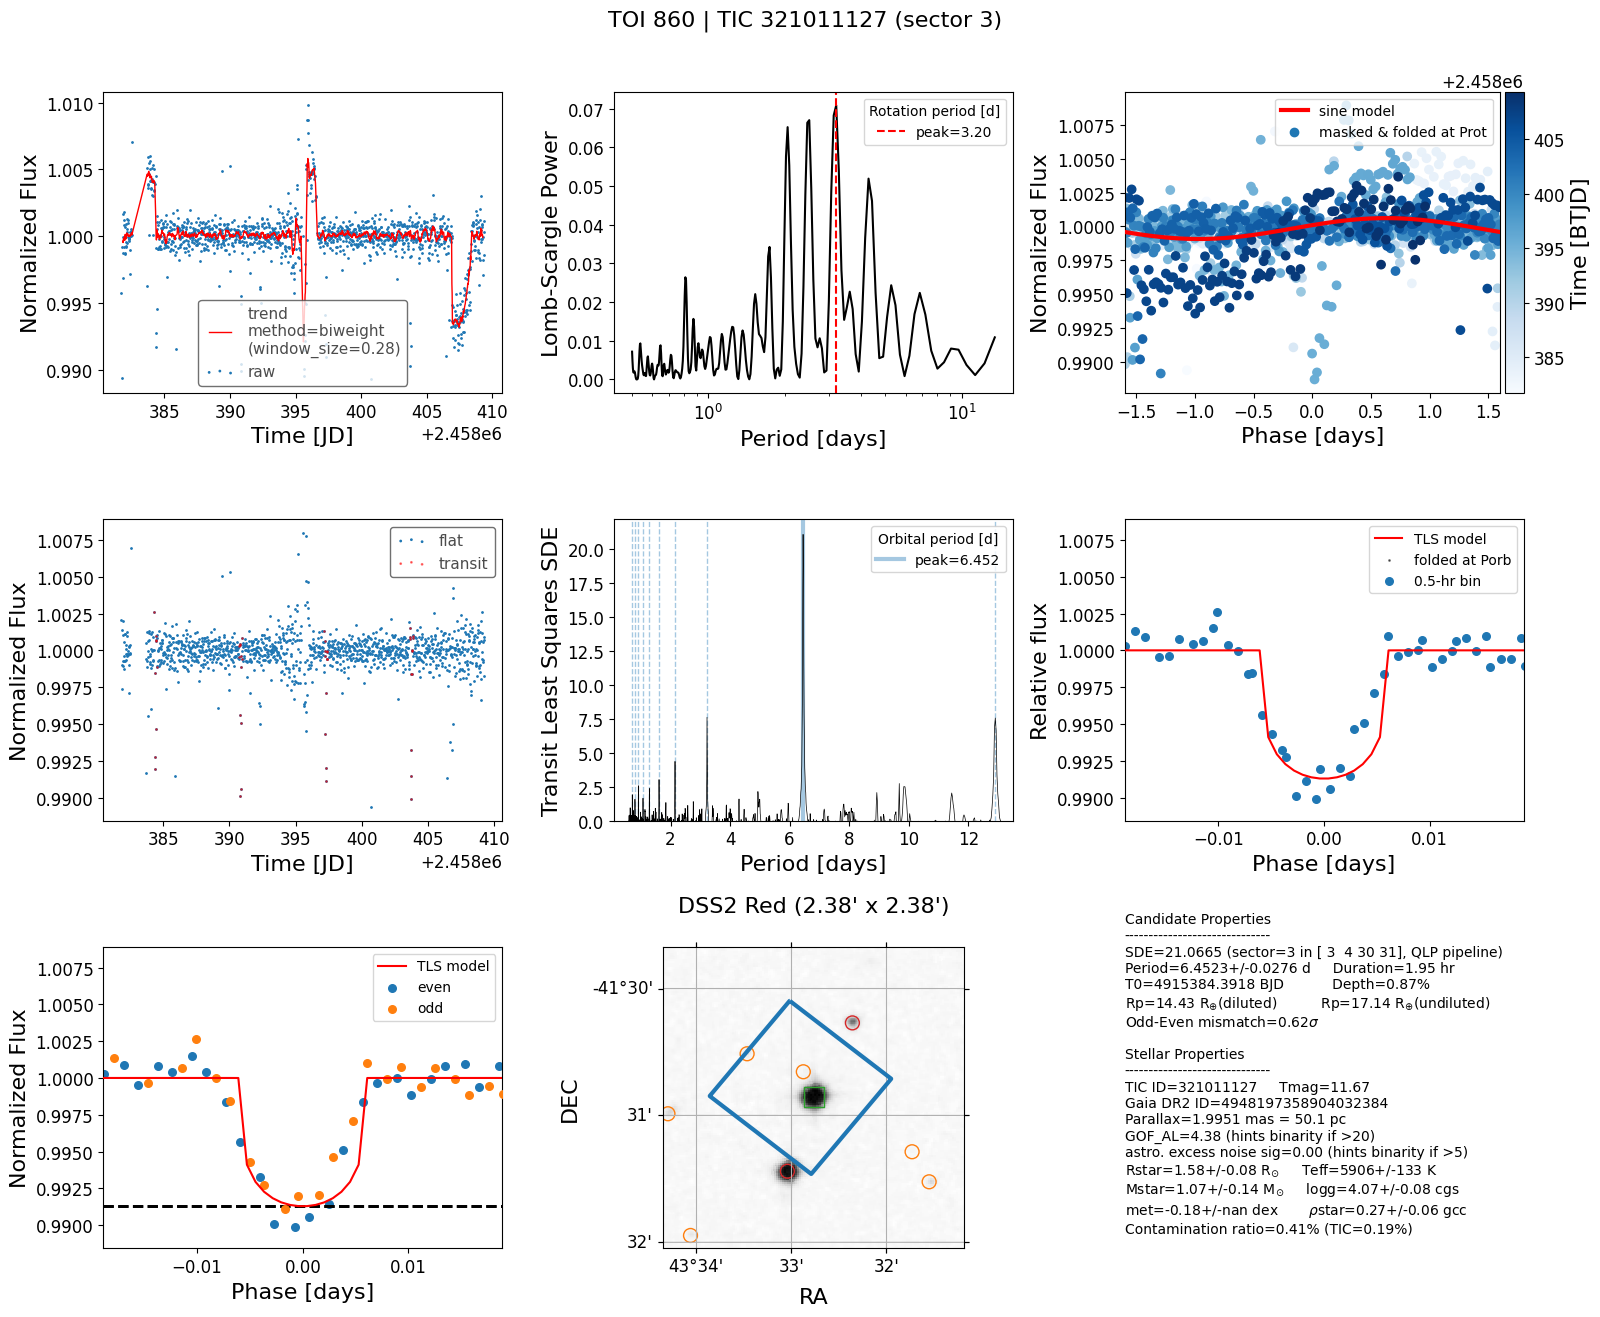 TOI 860 | TIC 321011127 (sector 3)
Normalized Flux
1.010
1.005
1.000
0.995
0.990
trend
method=biweight
(window_size=0.28)
raw
385 390 395 400 405 410
Time [JD]
+2.458e6
Lomb-Scargle Power
0.07
0.06
0.05
0.04
0.03
0.02
0.01
0.00
Rotation period [d]
peak=3.20
10^0 10^1
Period [days]
Normalized Flux
1.0075
1.0050
1.0025
1.0000
0.9975
0.9950
0.9925
0.9900
sine model
masked & folded at Prot
−1.5 −1.0 −0.5 0.0 0.5 1.0 1.5
Phase [days]
+2.458e6
405
400
395
390
385
Time [BTJD]
Normalized Flux
1.0075
1.0050
1.0025
1.0000
0.9975
0.9950
0.9925
0.9900
flat
transit
385 390 395 400 405 410
Time [JD]
+2.458e6
Transit Least Squares SDE
20.0
17.5
15.0
12.5
10.0
7.5
5.0
2.5
0.0
Orbital period [d]
peak=6.452
2 4 6 8 10 12
Period [days]
Relative flux
1.0075
1.0050
1.0025
1.0000
0.9975
0.9950
0.9925
0.9900
TLS model
folded at Porb
0.5-hr bin
−0.01 0.00 0.01
Phase [days]
Normalized Flux
1.0075
1.0050
1.0025
1.0000
0.9975
0.9950
0.9925
0.9900
TLS model
even
odd
−0.01 0.00 0.01
Phase [days]
DSS2 Red (2.38' x 2.38')
DEC
-41°30'
31'
32'
43°34' 33' 32'
RA
Candidate Properties
------------------------------
SDE=21.0665 (sector=3 in [ 3 4 30 31], QLP pipeline)
Period=6.4523+/-0.0276 d Duration=1.95 hr
T0=4915384.3918 BJD Depth=0.87%
Rp=14.43 R⊕(diluted) Rp=17.14 R⊕(undiluted)
Odd-Even mismatch=0.62σ
Stellar Properties
------------------------------
TIC ID=321011127 Tmag=11.67
Gaia DR2 ID=4948197358904032384
Parallax=1.9951 mas = 50.1 pc
GOF_AL=4.38 (hints binarity if >20)
astro. excess noise sig=0.00 (hints binarity if >5)
Rstar=1.58+/-0.08 R⊙ Teff=5906+/-133 K
Mstar=1.07+/-0.14 M⊙ logg=4.07+/-0.08 cgs
met=-0.18+/-nan dex ρstar=0.27+/-0.06 gcc
Contamination ratio=0.41% (TIC=0.19%)